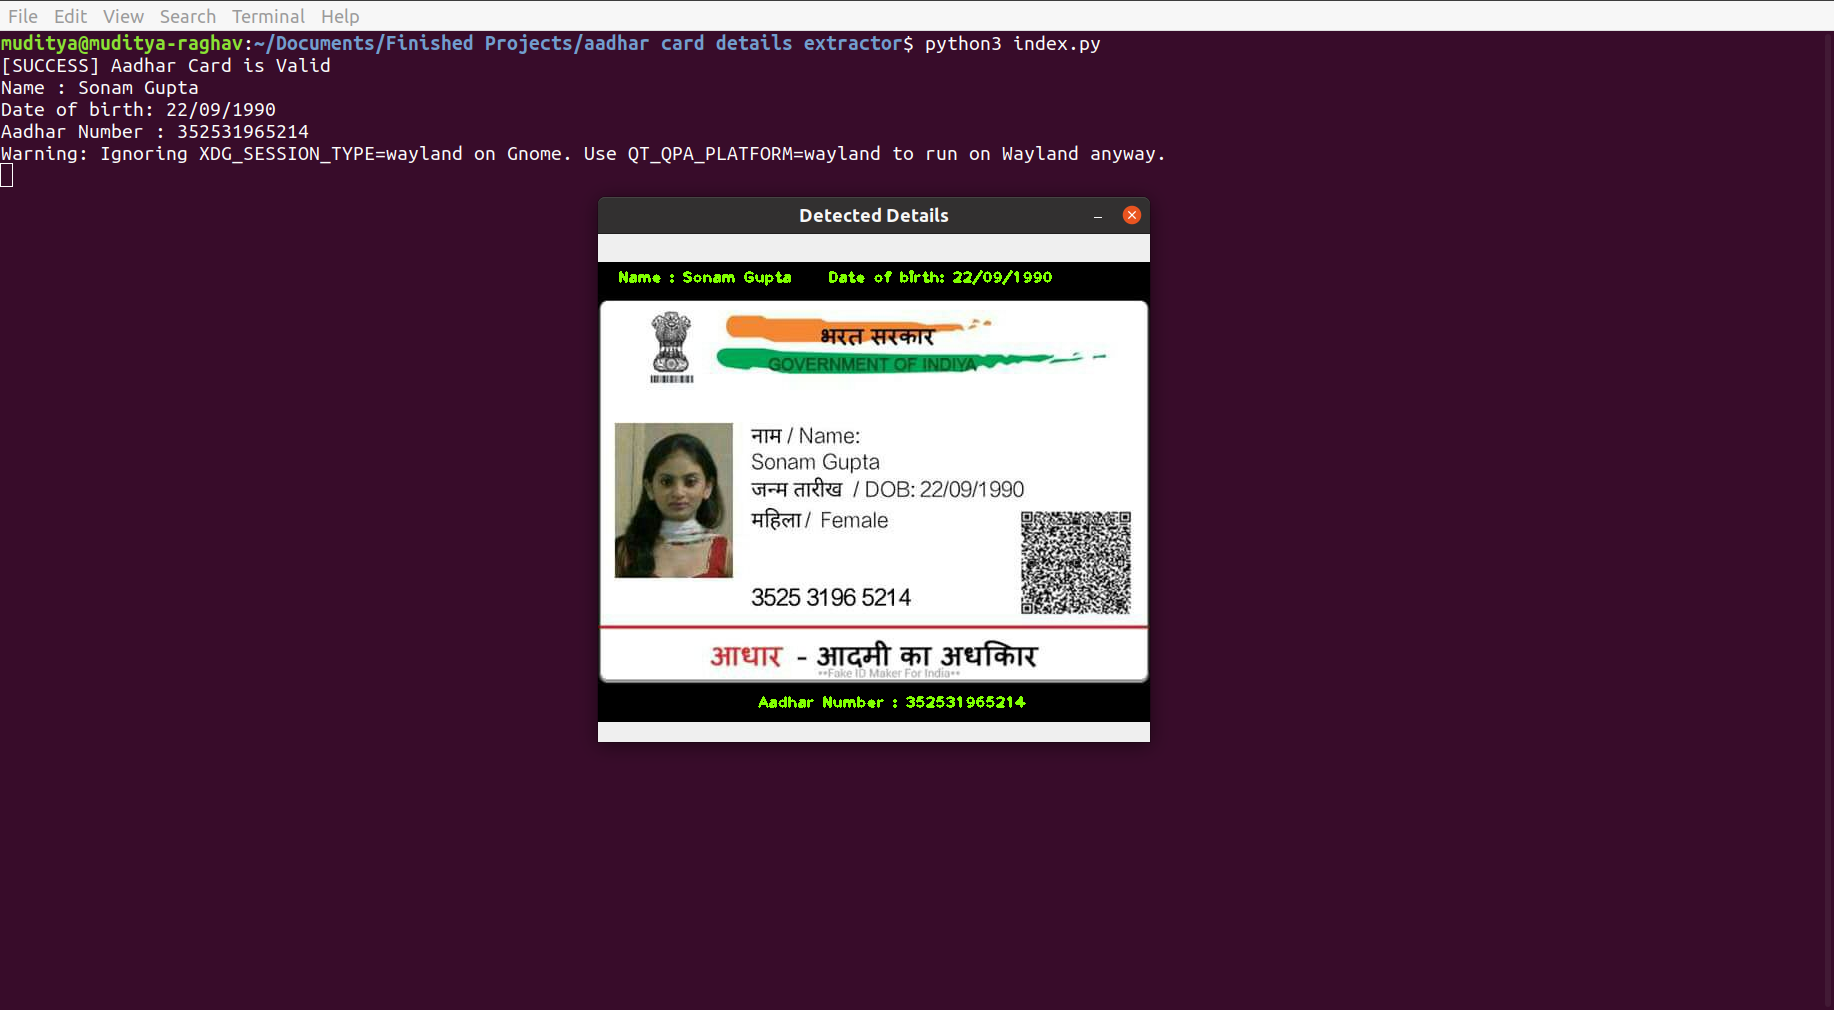 File Edit View Search Terminal Help
muditya@muditya-raghav:~/Documents/Finished Projects/aadhar card details extractor$ python3 index.py
[SUCCESS] Aadhar Card is Valid
Name : Sonam Gupta
Date of birth: 22/09/1990
Aadhar Number : 352531965214
Warning: Ignoring XDG_SESSION_TYPE=wayland on Gnome. Use QT_QPA_PLATFORM=wayland to run on Wayland anyway.
Detected Details
Name : Sonam Gupta Date of birth: 22/09/1990
भरत सरकार
GOVERNMENT OF INDIYA
नाम / Name:
Sonam Gupta
जन्म तारीख / DOB: 22/09/1990
महिला / Female
3525 3196 5214
आधार - आदमी का अधकिार
**Fake ID Maker For India**
Aadhar Number : 352531965214